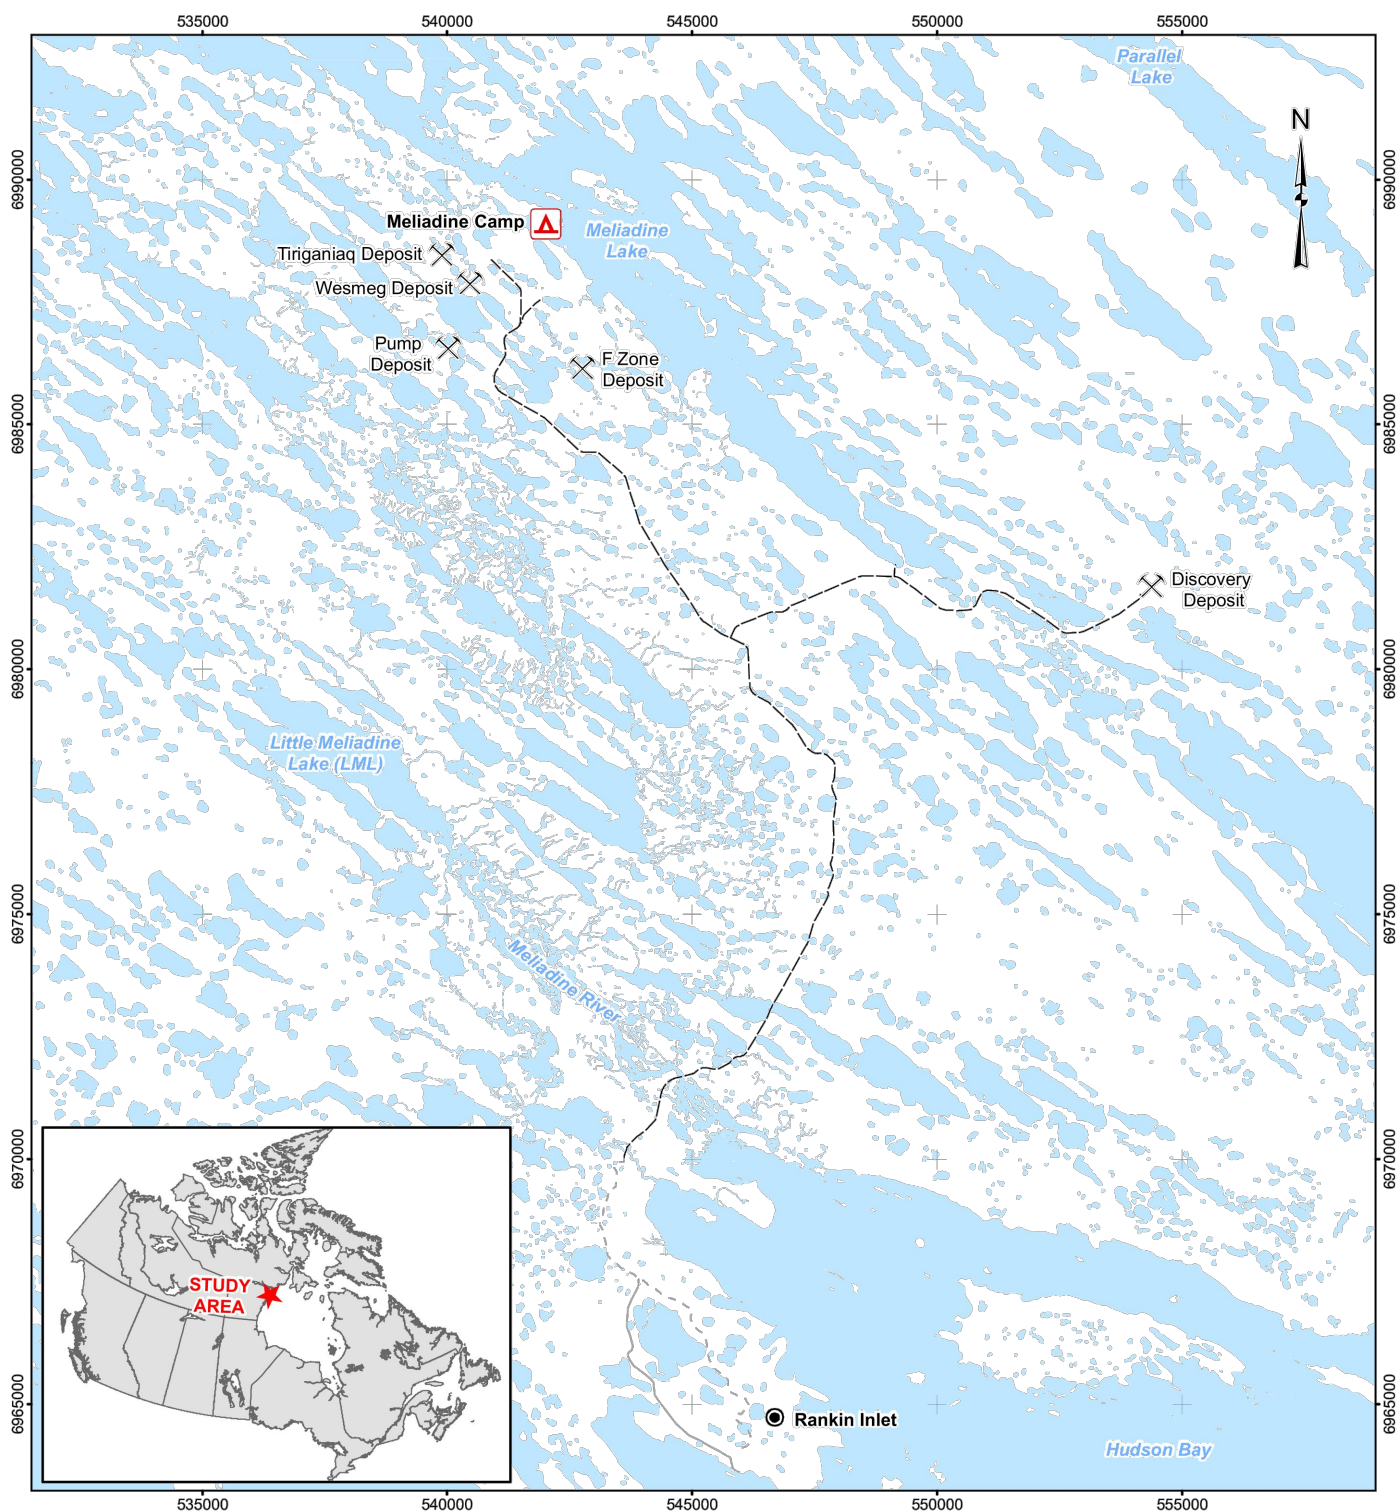 535000 540000 545000 550000 555000
Parallel
Lake
N
6990000 6990000
Meliadine Camp
Meliadine
Lake
Tiriganiaq Deposit
Wesmeg Deposit
Pump
Deposit
F Zone
Deposit
6985000 6985000
Discovery
Deposit
6980000 6980000
Little Meliadine
Lake (LML)
6975000 6975000
Meliadine River
6970000 6970000
STUDY
AREA
6965000 6965000
Rankin Inlet
Hudson Bay
535000 540000 545000 550000 555000